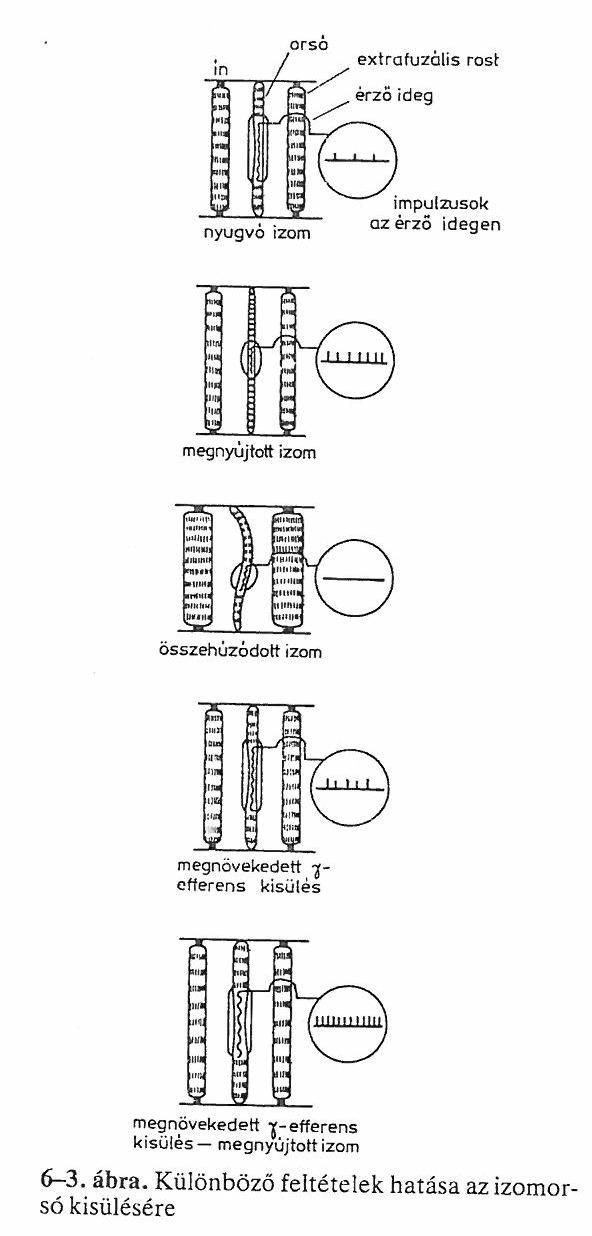 orsó
ín
extrafuzális rost
érző ideg
impulzusok
az érző idegen
nyugvó izom
megnyújtott izom
összehúzódott izom
megnövekedett γ-
efferens kisülés
megnövekedett γ-efferens
kisülés — megnyújtott izom
6–3. ábra. Különböző feltételek hatása az izomor-
só kisülésére